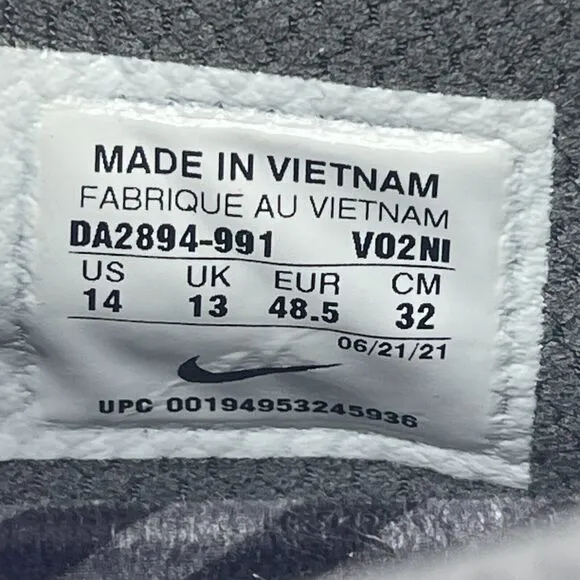 MADE IN VIETNAM
FABRIQUE AU VIETNAM
DA2894-991 VO2NI
US UK EUR CM
14 13 48.5 32
06/21/21
UPC 00194953245936